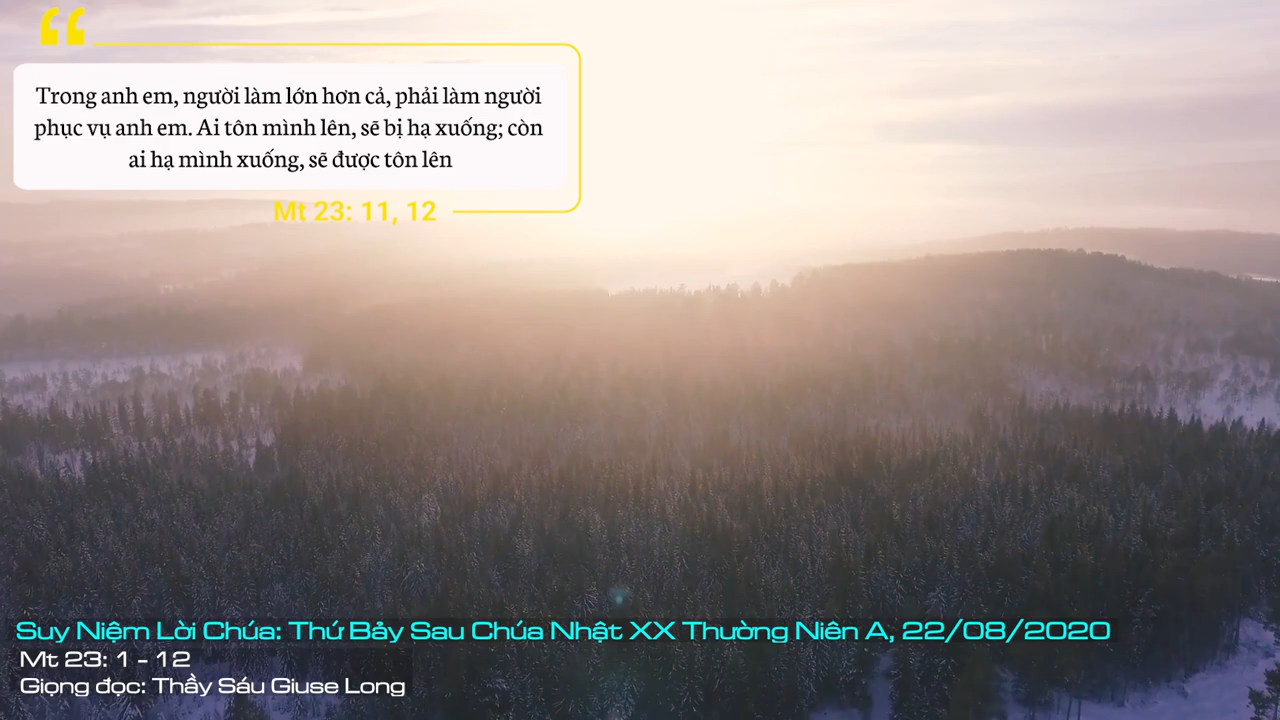 Trong anh em, người làm lớn hơn cả, phải làm người
phục vụ anh em. Ai tôn mình lên, sẽ bị hạ xuống; còn
ai hạ mình xuống, sẽ được tôn lên
Mt 23: 11, 12
Suy Niệm Lời Chúa: Thứ Bảy Sau Chúa Nhật XX Thường Niên A, 22/08/2020
Mt 23: 1 - 12
Giọng đọc: Thầy Sáu Giuse Long